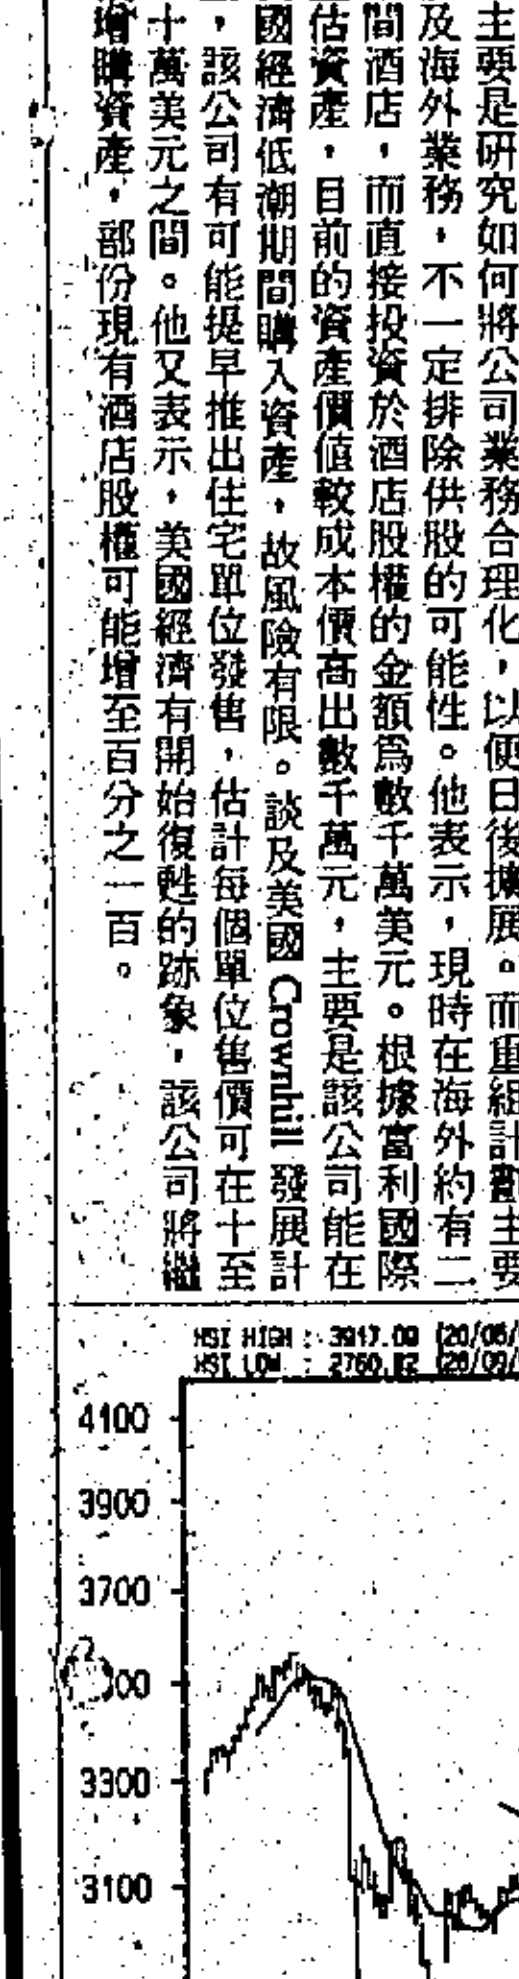 主要是研究如何將公司業務合理化，以便日後擴展。而重組計劃主要
及海外業務，不一定排除供股的可能性。他表示，現時在海外約有二
間酒店，而直接投資於酒店股權的金額爲數千萬美元。根據富利國際
估資產，目前的資產價值較成本價高出數千萬元，主要是該公司能在
國經濟低潮期間購入資產，故風險有限。談及美國 Crownhill 發展計
，該公司有可能提早推出住宅單位發售，估計每個單位售價可在十至
十萬美元之間。他又表示，美國經濟有開始復甦的跡象，該公司將繼
增購資產，部份現有酒店股權可能增至百分之一百。
HSI HIGH : 3917.00 (20/06/
HSI LOW : 2760.82 (26/09/
4100
3900
3700
00
3300
3100